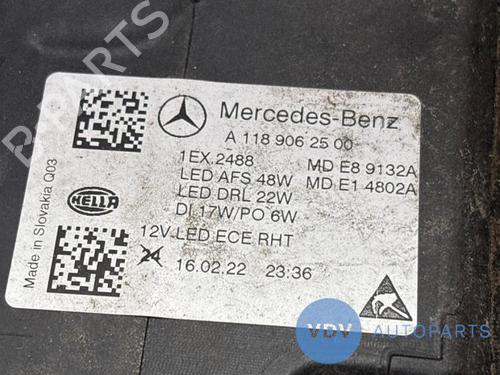 B-PARTS
Mercedes-Benz
A 118 906 25 00
1EX.2488 MD E8 9132A
LED AFS 48W MD E1 4802A
LED DRL 22W
DI 17W/PO 6W
12V-LED ECE RHT
24 16.02.22 23:36
HELLA
Made in Slovakia Q03
VDV AUTOPARTS